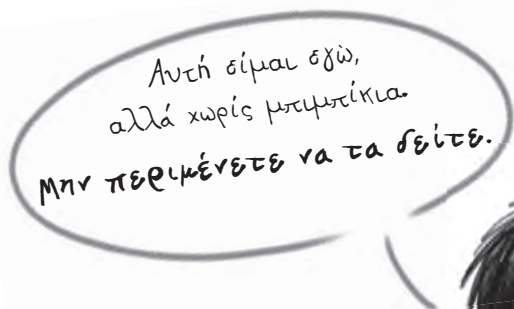 Αυτή είμαι εγώ,
αλλά χωρίς μπιμπίκια.
Μην περιμένετε να τα δείτε.